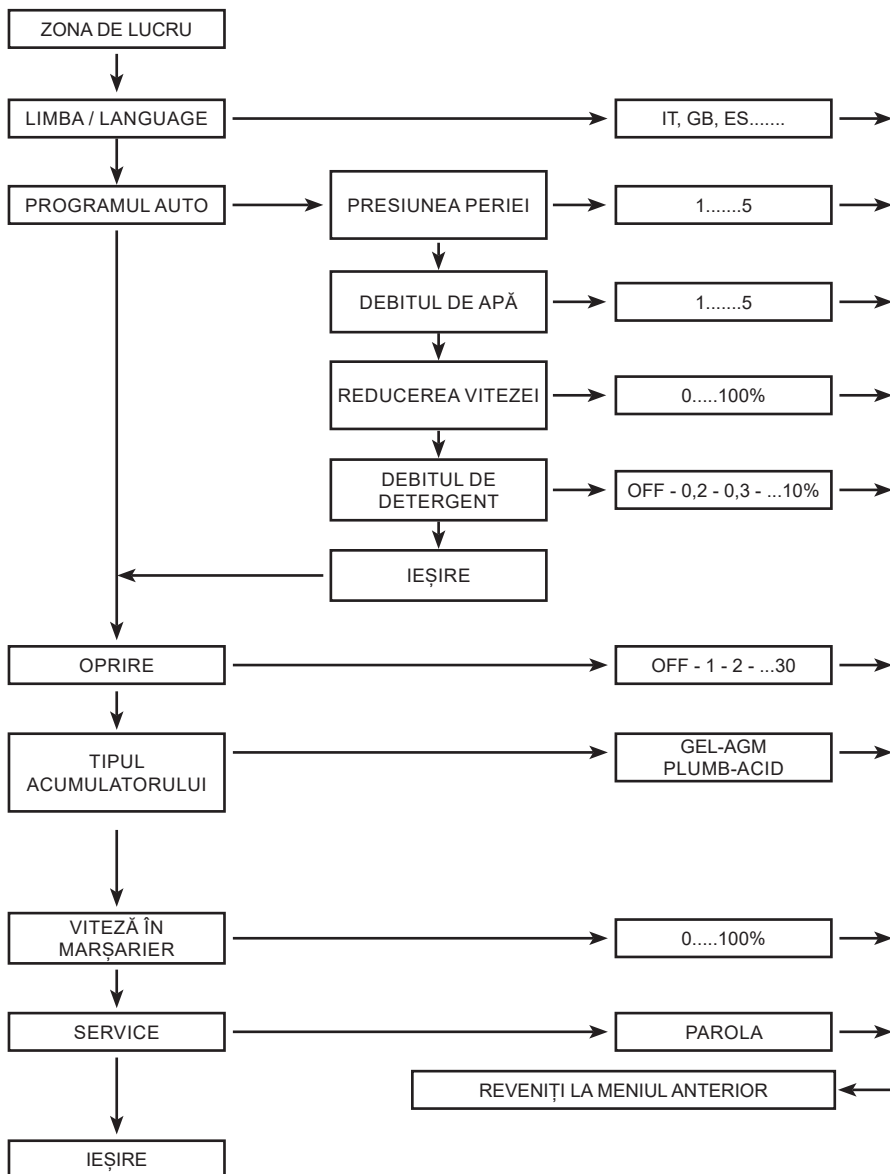 ZONA DE LUCRU
LIMBA / LANGUAGE
IT, GB, ES.......
PROGRAMUL AUTO
PRESIUNEA PERIEI
1.......5
DEBITUL DE APĂ
1.......5
REDUCEREA VITEZEI
0.....100%
DEBITUL DE
DETERGENT
OFF - 0,2 - 0,3 - ...10%
IEȘIRE
OPRIRE
OFF - 1 - 2 - ...30
TIPUL
ACUMULATORULUI
GEL-AGM
PLUMB-ACID
VITEZĂ ÎN
MARȘARIER
0.....100%
SERVICE
PAROLA
REVENIȚI LA MENIUL ANTERIOR
IEȘIRE